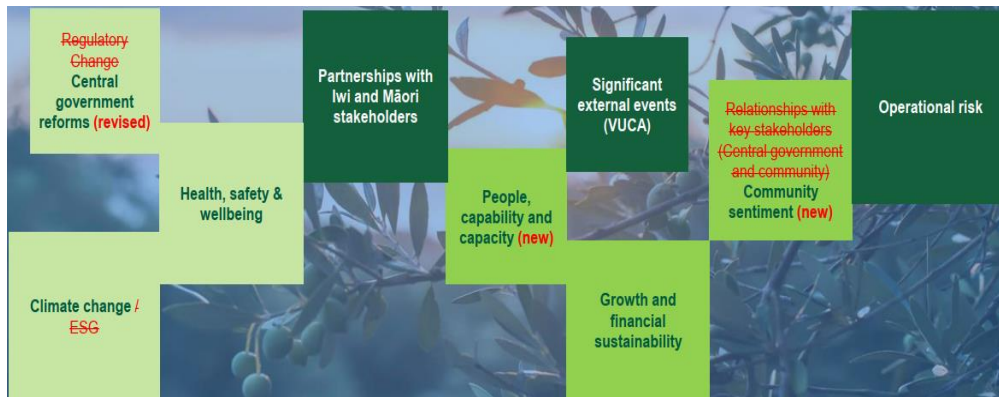 Regulatory
Change
Central
government
reforms (revised)
Health, safety &
wellbeing
Climate change /
ESG
Partnerships with
Iwi and Māori
stakeholders
People,
capability and
capacity (new)
Significant
external events
(VUCA)
Growth and
financial
sustainability
Relationships with
key stakeholders
(Central government
and community)
Community
sentiment (new)
Operational risk